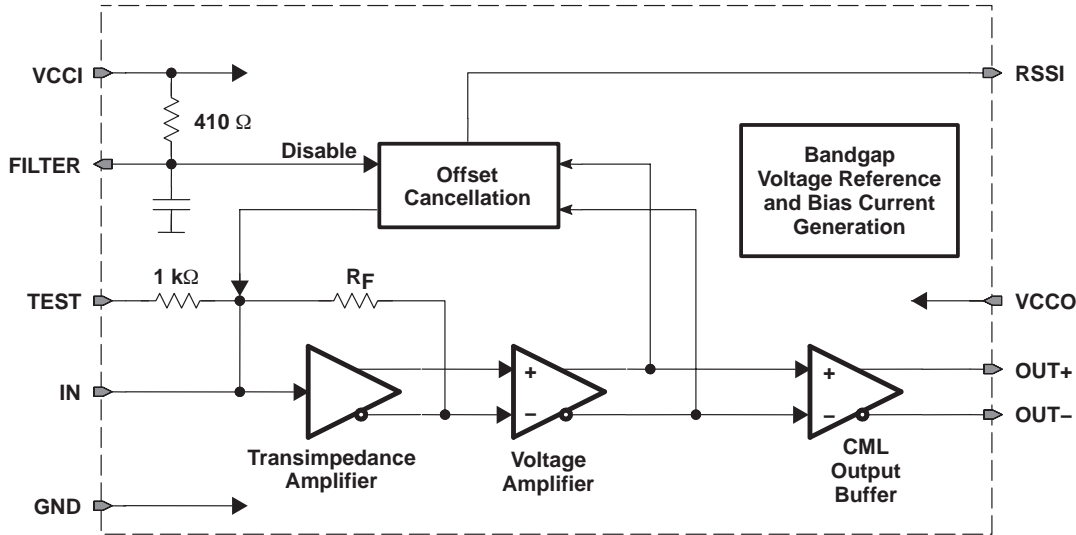 VCCI
RSSI
410 Ω
FILTER
Disable
Offset
Cancellation
Bandgap
Voltage Reference
and Bias Current
Generation
1 kΩ
RF
TEST
VCCO
IN
+
−
+
−
OUT+
OUT−
Transimpedance
Amplifier
Voltage
Amplifier
CML
Output
Buffer
GND